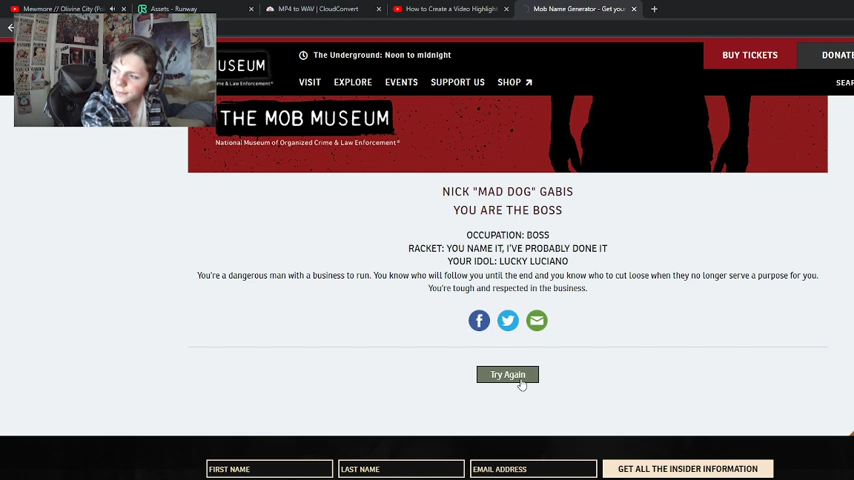 Mewmore // Olivine City (Po
Assets - Runway
MP4 to WAV | CloudConvert
How to Create a Video Highligh
Mob Name Generator - Get your
USEUM
e & Law Enforcement®
The Underground: Noon to midnight
BUY TICKETS
DONATE
VISIT EXPLORE EVENTS SUPPORT US SHOP
SEAR
THE MOB MUSEUM
National Museum of Organized Crime & Law Enforcement®
NICK "MAD DOG" GABIS
YOU ARE THE BOSS
OCCUPATION: BOSS
RACKET: YOU NAME IT, I'VE PROBABLY DONE IT
YOUR IDOL: LUCKY LUCIANO
You're a dangerous man with a business to run. You know who will follow you until the end and you know who to cut loose when they no longer serve a purpose for you.
You're tough and respected in the business.
Try Again
FIRST NAME
LAST NAME
EMAIL ADDRESS
GET ALL THE INSIDER INFORMATION